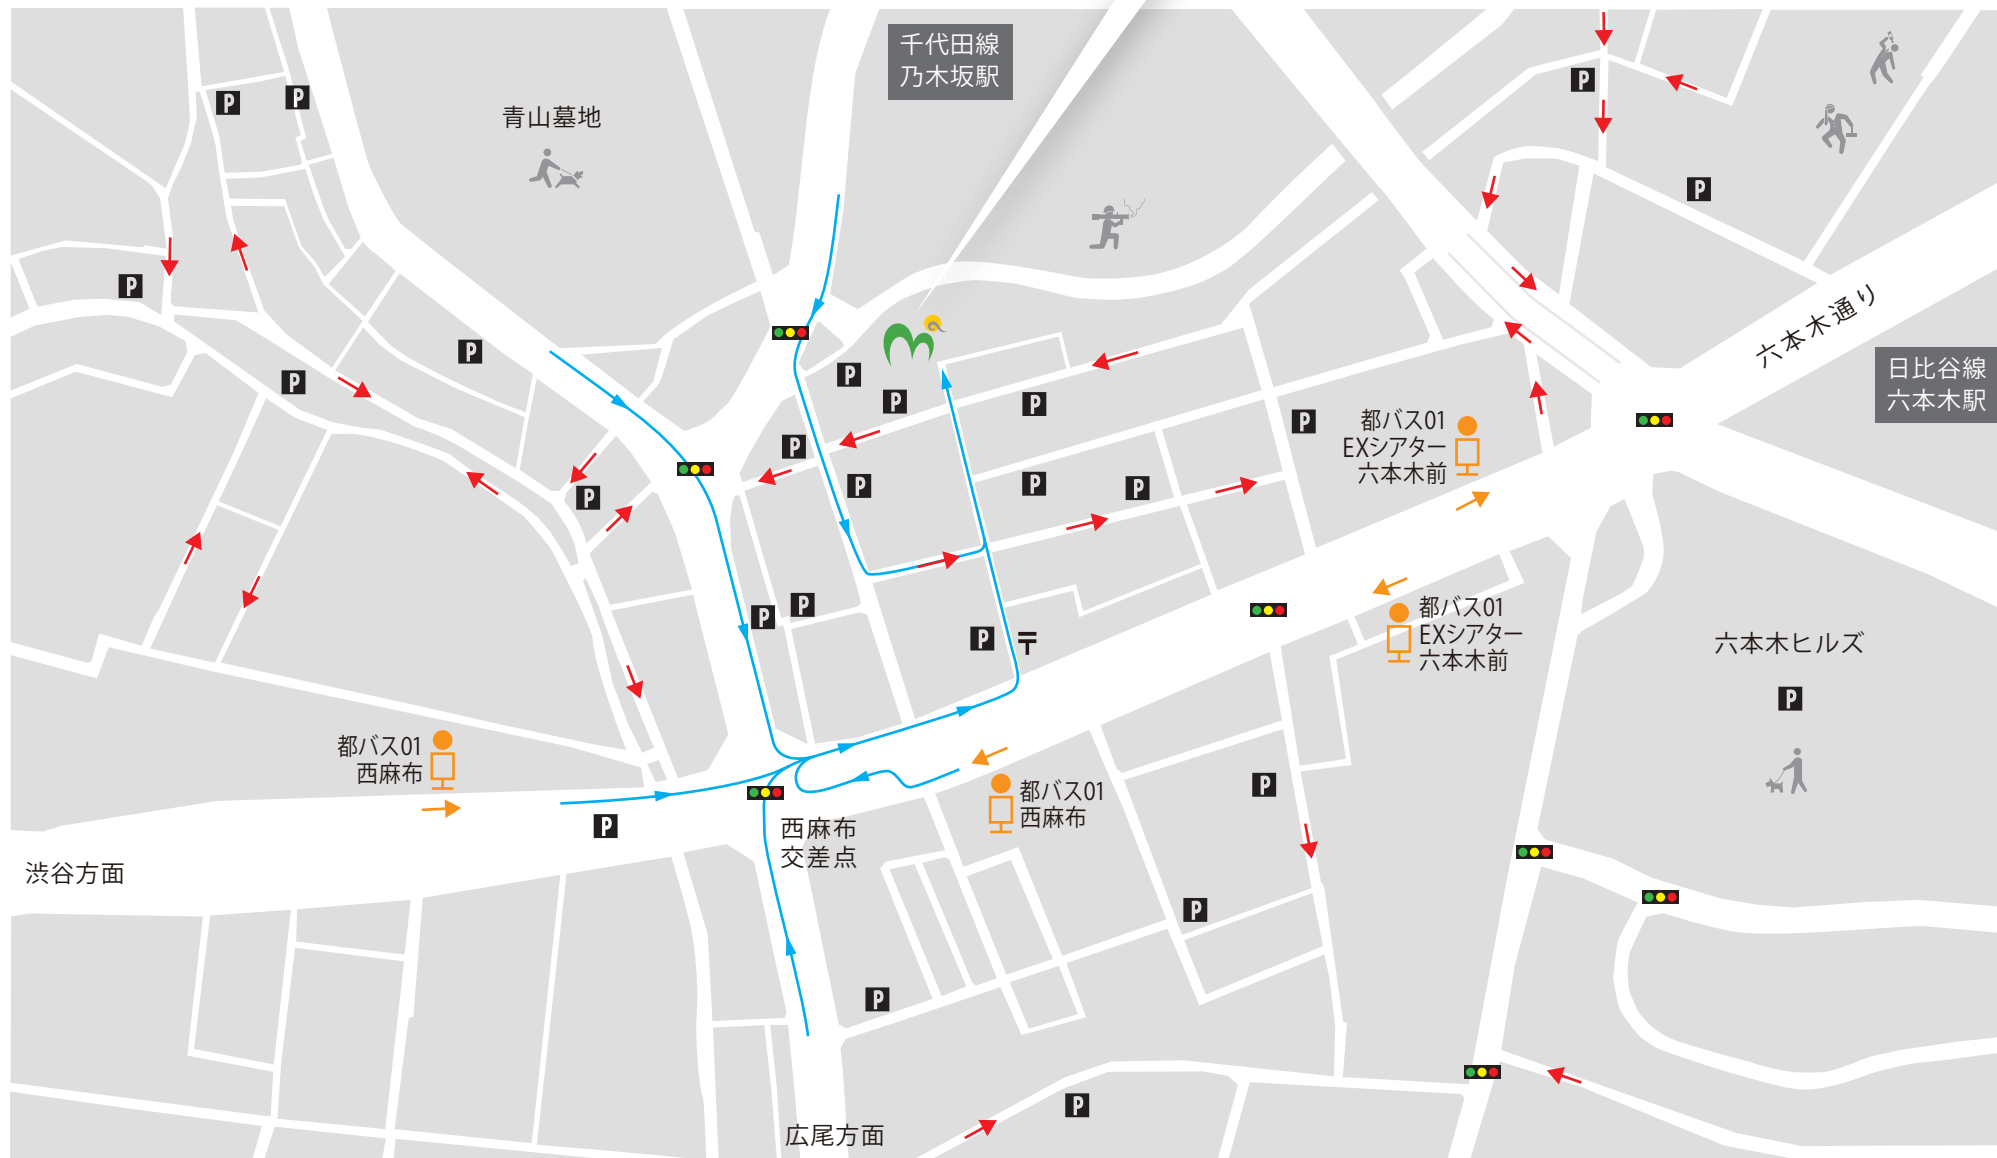 千代田線
乃木坂駅
青山墓地
P
P
P
P
P
P
P
P
六本木通り
日比谷線
六本木駅
P
P
P
P
P
都バス01
EXシアター
六本木前
P
P
P
P
P
P
P
P
〒
都バス01
EXシアター
六本木前
六本木ヒルズ
P
都バス01
西麻布
都バス01
西麻布
P
P
西麻布
交差点
渋谷方面
P
P
P
広尾方面